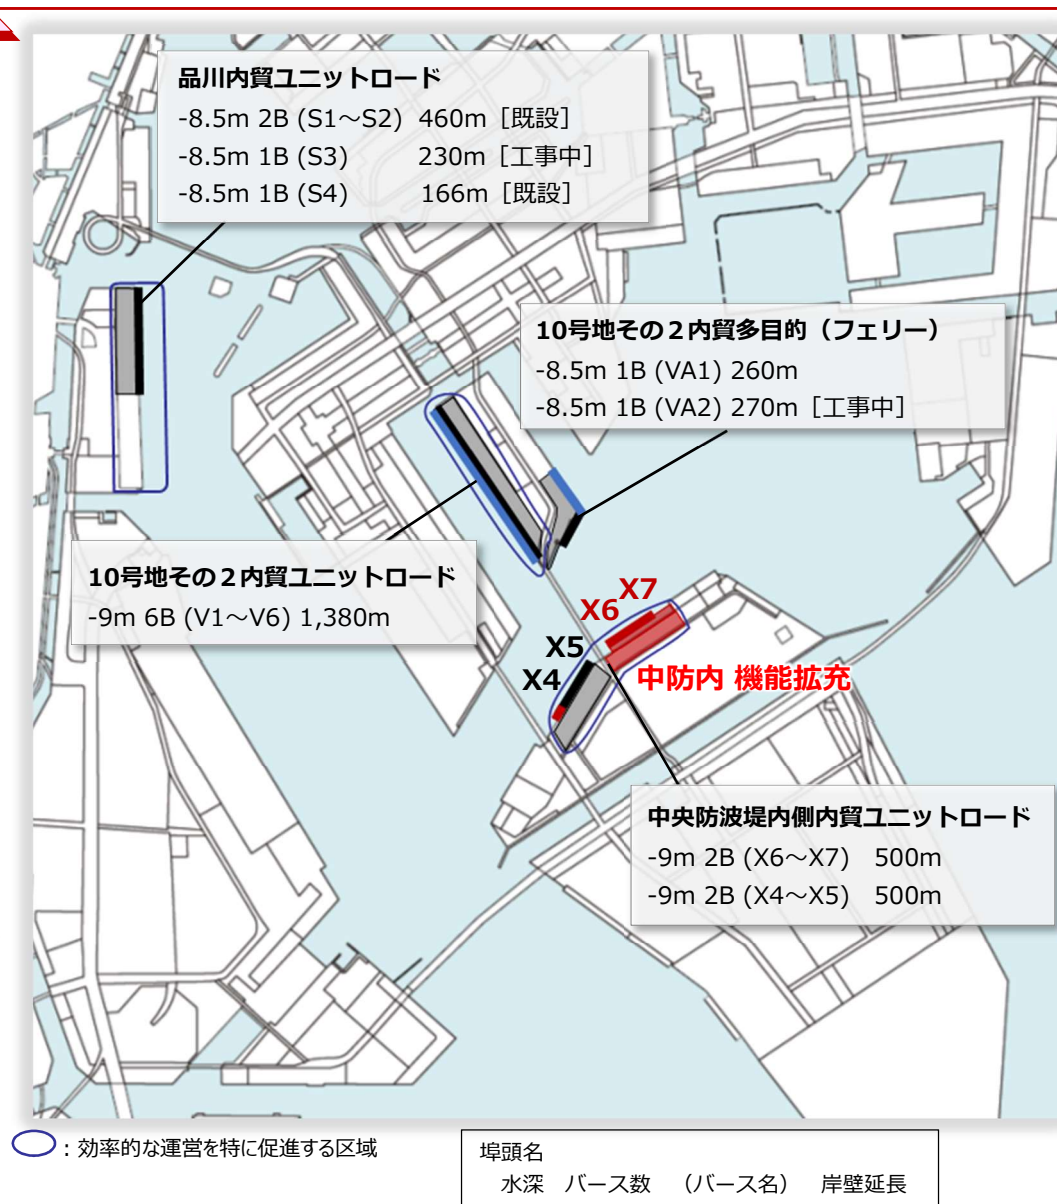 品川内貿ユニットロード
-8.5m 2B (S1～S2) 460m［既設］
-8.5m 1B (S3) 230m［工事中］
-8.5m 1B (S4) 166m［既設］
10号地その２内貿多目的（フェリー）
-8.5m 1B (VA1) 260m
-8.5m 1B (VA2) 270m［工事中］
10号地その２内貿ユニットロード
-9m 6B (V1～V6) 1,380m
X7
X6
X5
X4
中防内 機能拡充
中央防波堤内側内貿ユニットロード
-9m 2B (X6～X7) 500m
-9m 2B (X4～X5) 500m
：効率的な運営を特に促進する区域
埠頭名
水深 バース数 （バース名） 岸壁延長